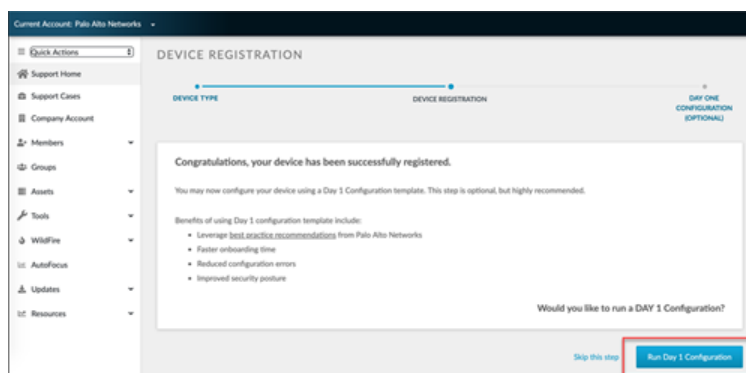 Current Account: Palo Alto Networks
Quick Actions
DEVICE REGISTRATION
Support Home
Support Cases
Company Account
Members
Groups
Assets
Tools
WildFire
AutoFocus
Updates
Resources
DEVICE TYPE
DEVICE REGISTRATION
DAY ONE
CONFIGURATION
(OPTIONAL)
Congratulations, your device has been successfully registered.
You may now configure your device using a Day 1 Configuration template. This step is optional, but highly recommended.
Benefits of using Day 1 configuration template include:
• Leverage best practice recommendations from Palo Alto Networks
• Faster onboarding time
• Reduced configuration errors
• Improved security posture
Would you like to run a DAY 1 Configuration?
Skip this step
Run Day 1 Configuration